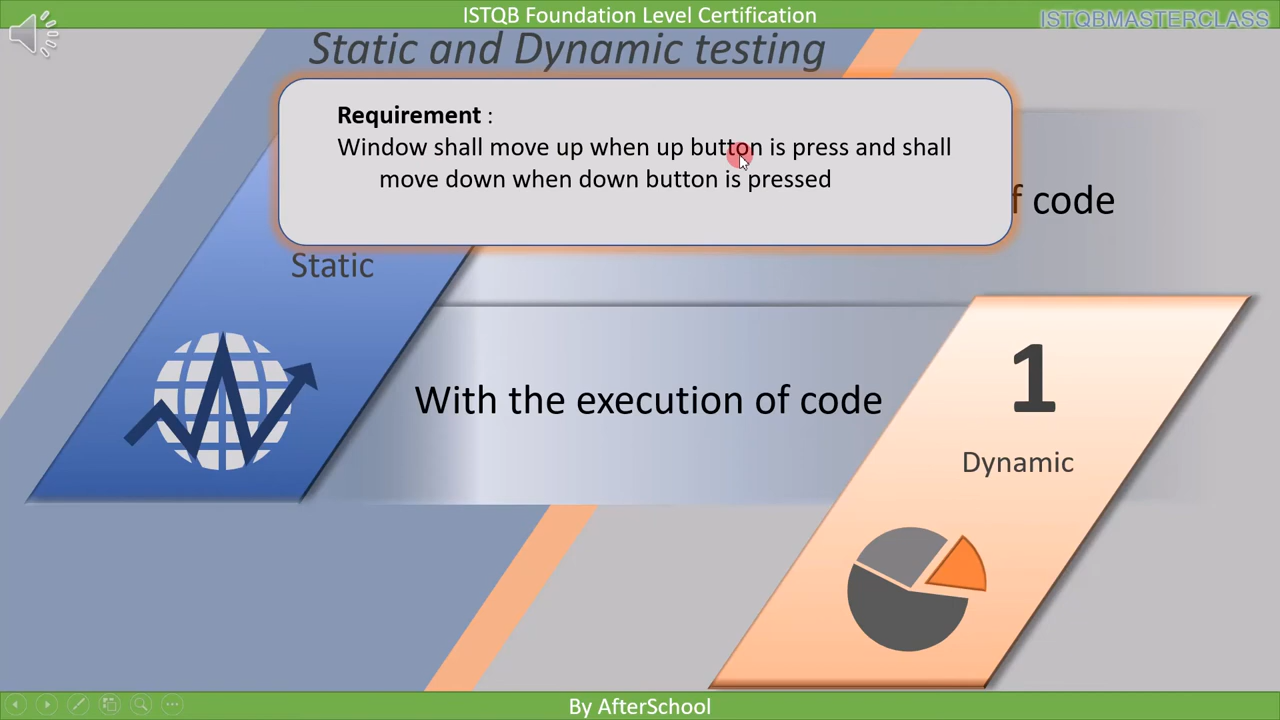 ISTQB Foundation Level Certification
ISTQBMASTERCLASS
Static and Dynamic testing
Requirement :
Window shall move up when up button is press and shall
move down when down button is pressed
of code
Static
With the execution of code
1
Dynamic
By AfterSchool